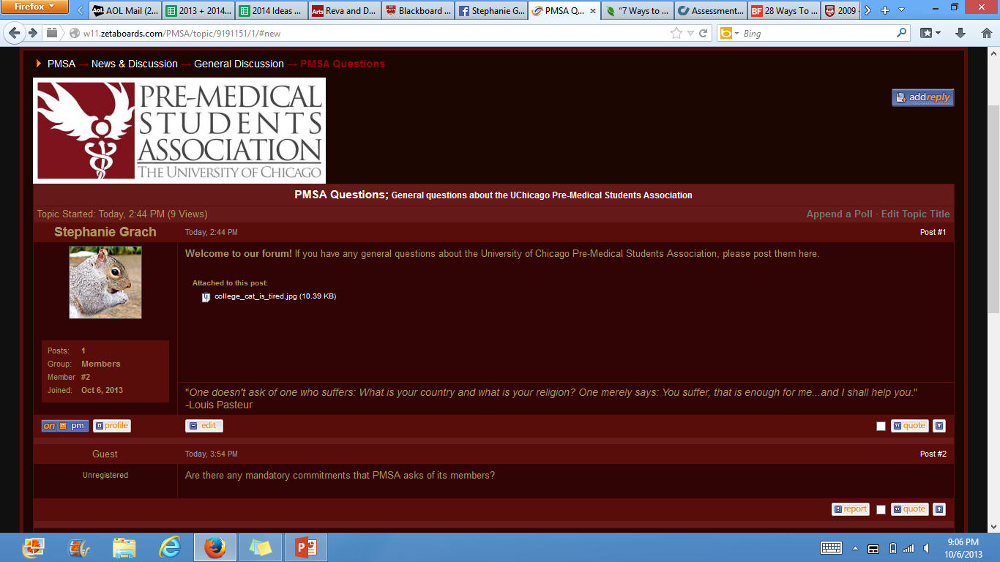 Firefox
AOL Mail (2...
2013 + 2014...
2014 Ideas ...
Arts Reva and D...
Blackboard ...
Stephanie G...
PMSA Q...
"7 Ways to ...
Assessment...
BF 28 Ways To ...
2009
w11.zetaboards.com/PMSA/topic/9191151/1/#new
Bing
PMSA → News & Discussion → General Discussion → PMSA Questions
PRE-MEDICAL
STUDENTS
ASSOCIATION
THE UNIVERSITY OF CHICAGO
addreply
PMSA Questions; General questions about the UChicago Pre-Medical Students Association
Topic Started: Today, 2:44 PM (9 Views)
Append a Poll · Edit Topic Title
Stephanie Grach
Today, 2:44 PM
Post #1
Welcome to our forum! If you have any general questions about the University of Chicago Pre-Medical Students Association, please post them here.
Attached to this post:
college_cat_is_tired.jpg (10.39 KB)
Posts: 1
Group: Members
Member #2
Joined: Oct 6, 2013
"One doesn't ask of one who suffers: What is your country and what is your religion? One merely says: You suffer, that is enough for me...and I shall help you."
-Louis Pasteur
on pm profile
edit
quote
Guest
Today, 3:54 PM
Post #2
Unregistered
Are there any mandatory commitments that PMSA asks of its members?
report
quote
9:06 PM
10/6/2013